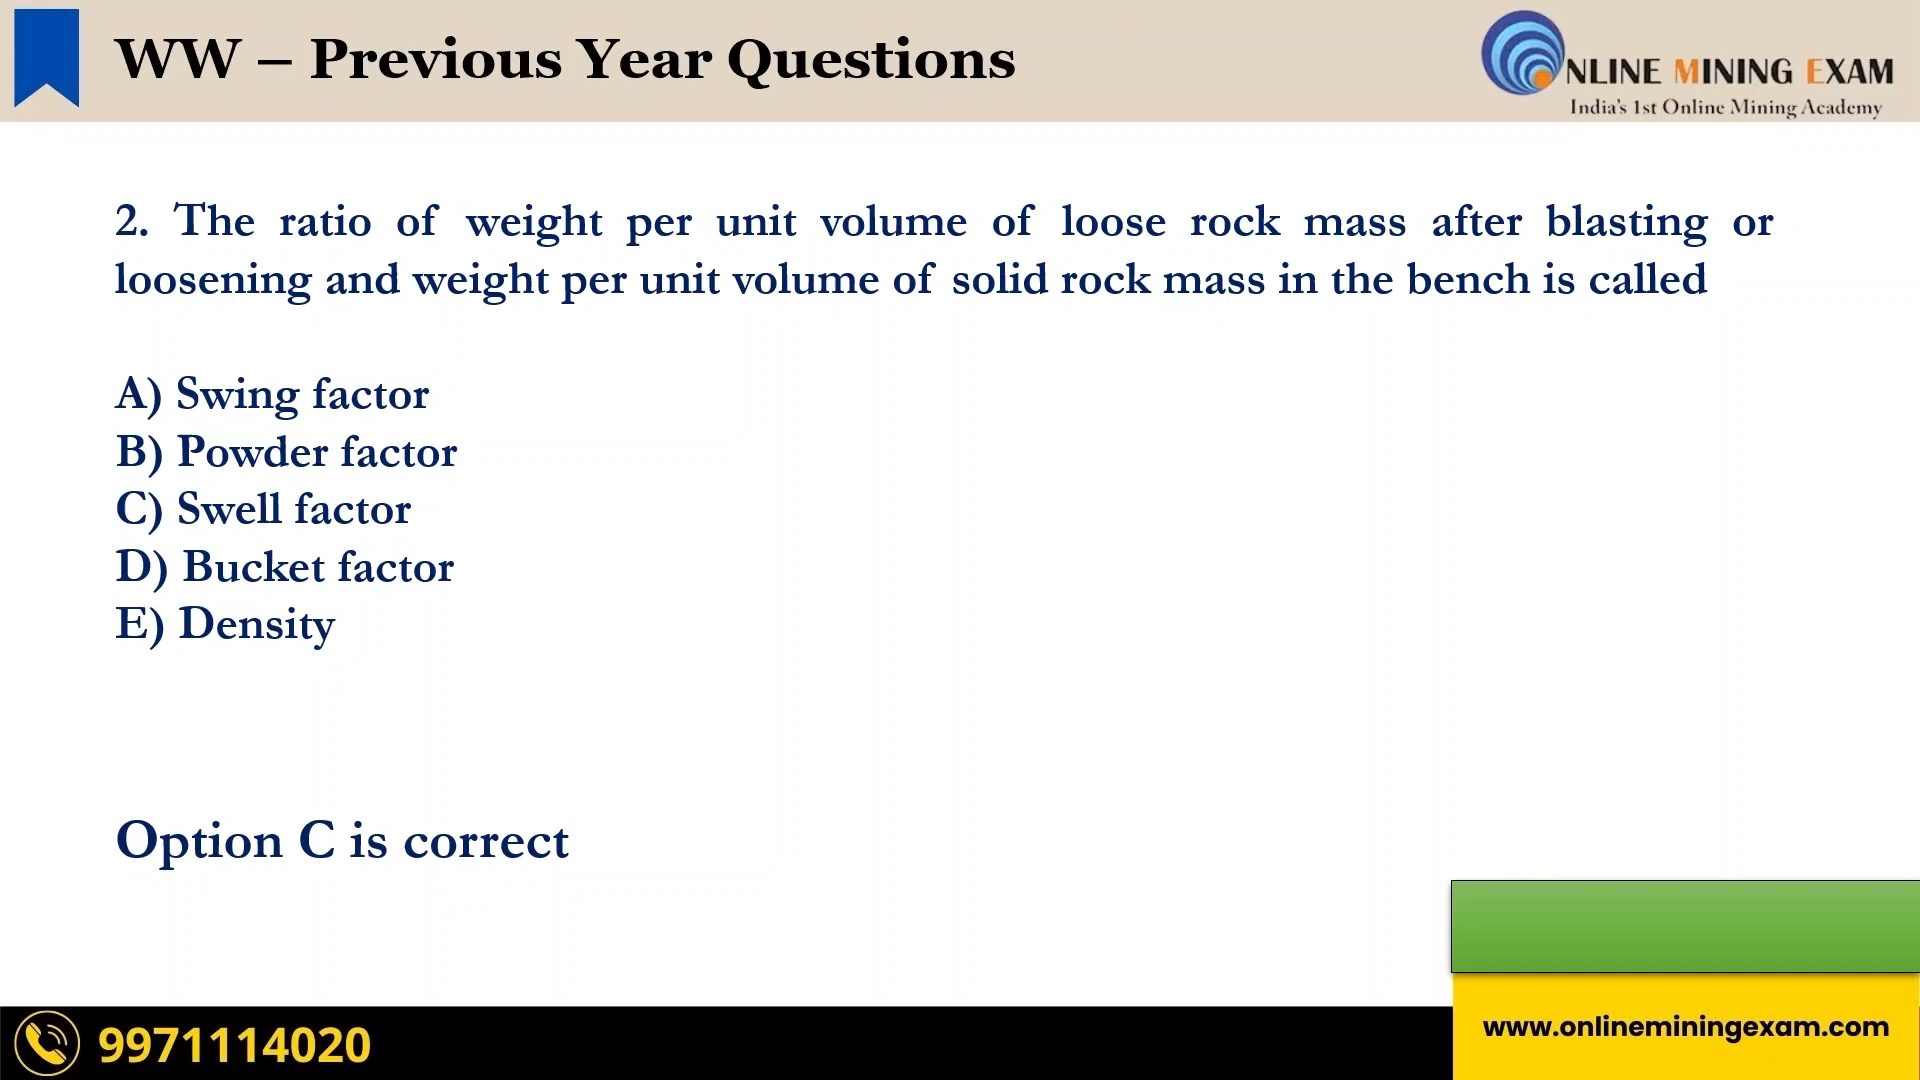 WW – Previous Year Questions
ONLINE MINING EXAM
India's 1st Online Mining Academy
2. The ratio of weight per unit volume of loose rock mass after blasting or
loosening and weight per unit volume of solid rock mass in the bench is called
A) Swing factor
B) Powder factor
C) Swell factor
D) Bucket factor
E) Density
Option C is correct
9971114020
www.onlineminingexam.com